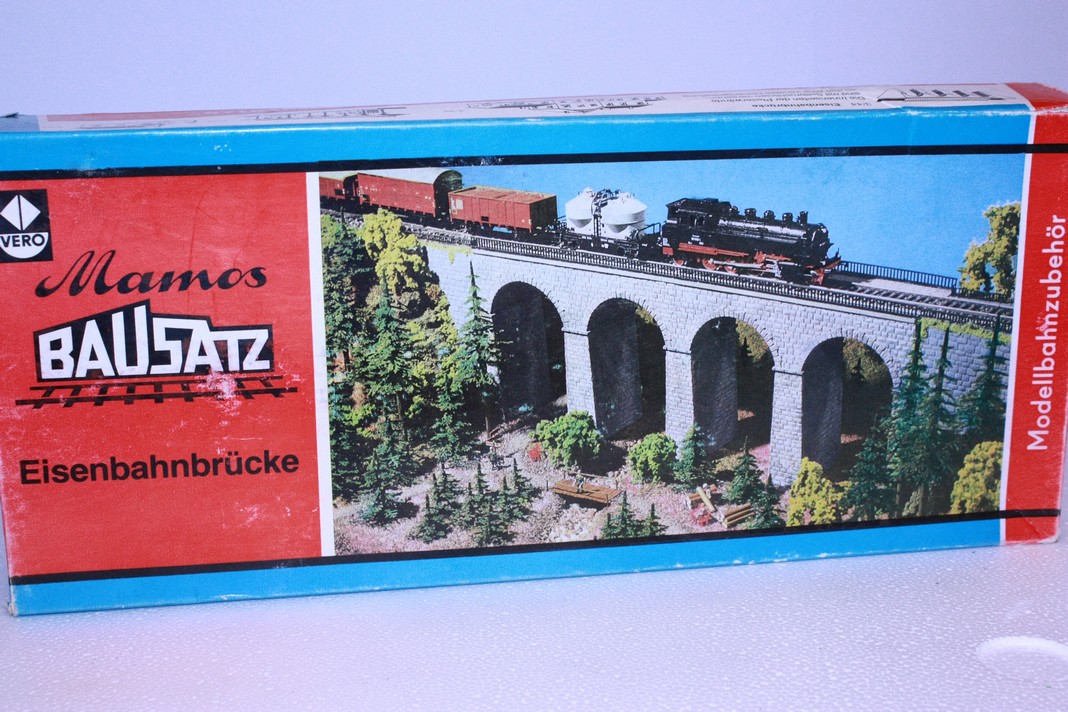 VERO
Mamos
BAUSATZ
Eisenbahnbrücke
Modellbahnzubehör